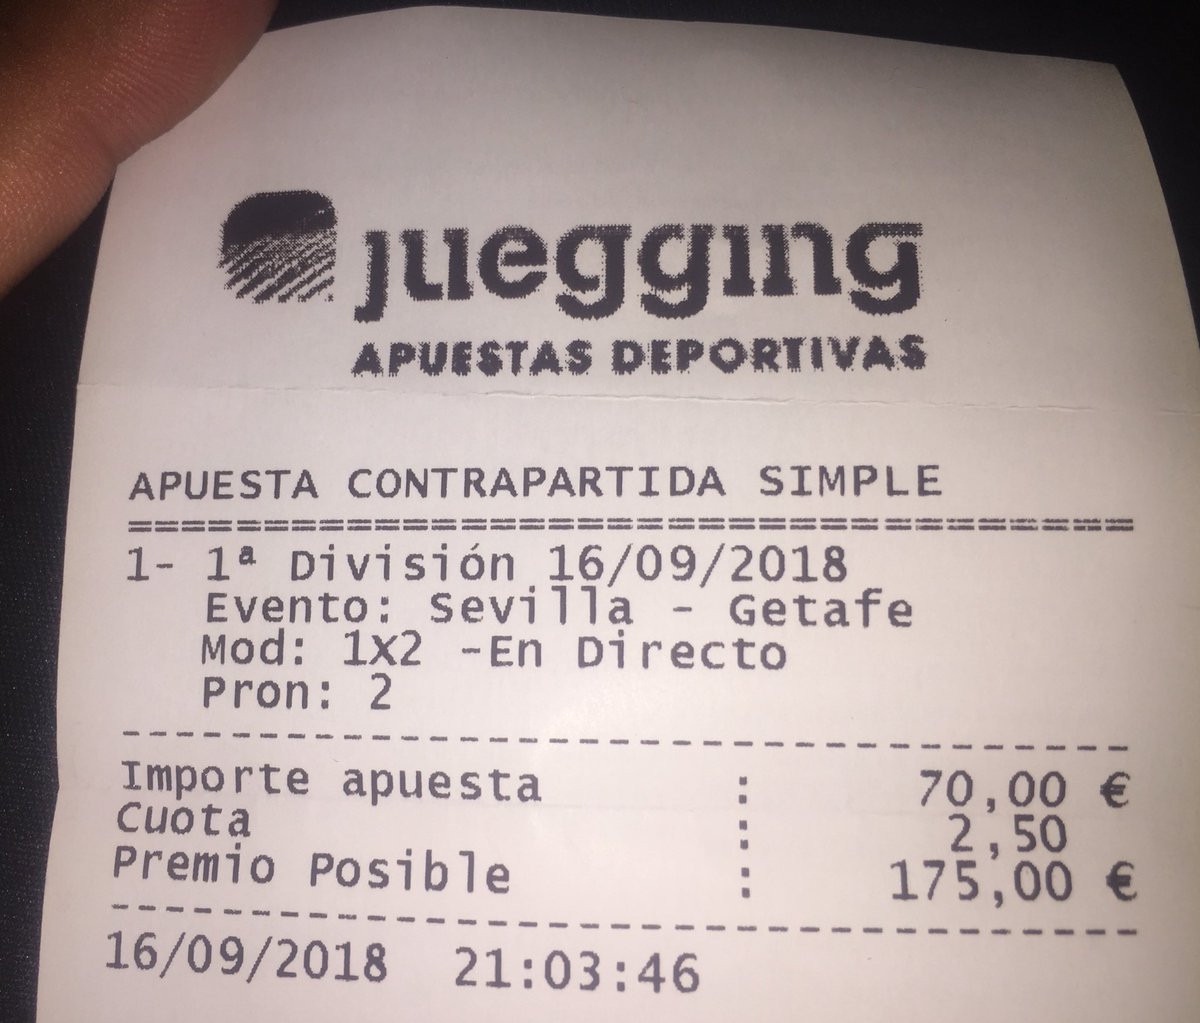 juegging
APUESTAS DEPORTIVAS
APUESTA CONTRAPARTIDA SIMPLE
======================================
1- 1ª División 16/09/2018
Evento: Sevilla - Getafe
Mod: 1X2 -En Directo
Pron: 2
--------------------------------------
Importe apuesta : 70,00 €
Cuota : 2,50
Premio Posible : 175,00 €
--------------------------------------
16/09/2018 21:03:46